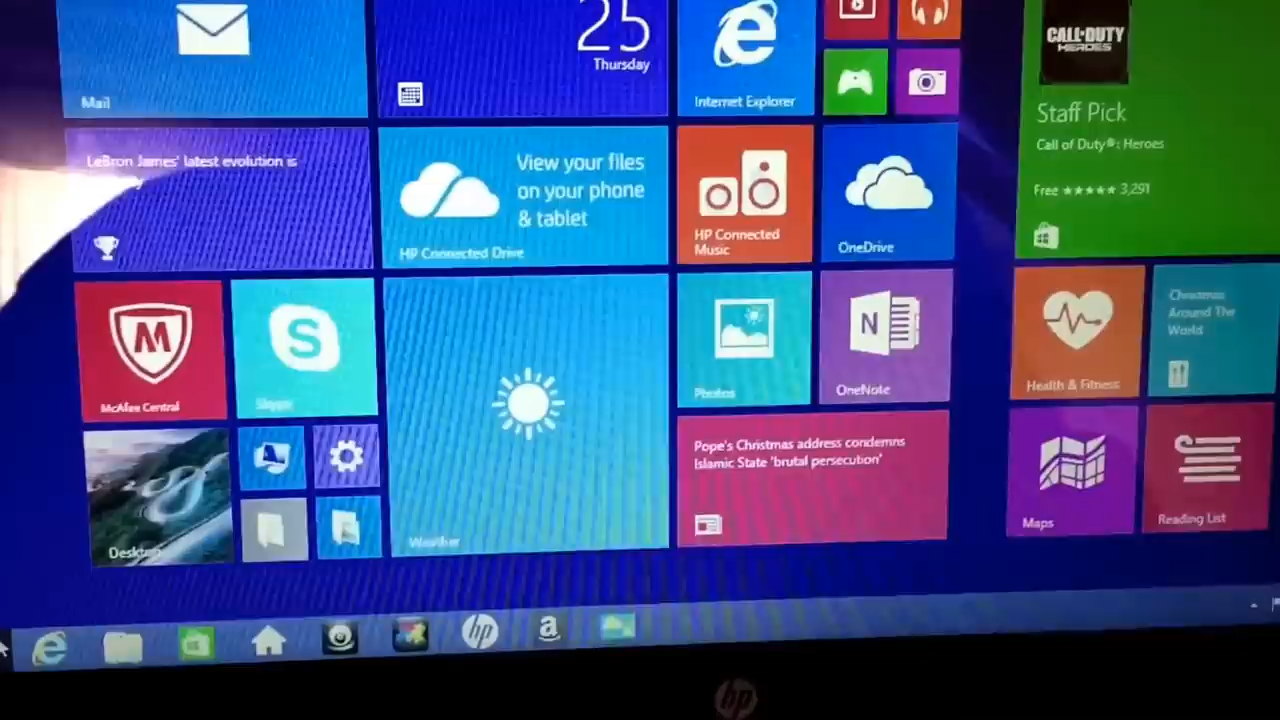 25
Thursday
Mail
Internet Explorer
CALL·DUTY
HEROES
Staff Pick
Call of Duty®: Heroes
Free ★★★★★ 3,291
LeBron James' latest evolution is
View your files
on your phone
& tablet
HP Connected Drive
HP Connected
Music
OneDrive
McAfee Central
Skype
Weather
Photos
N
OneNote
Health & Fitness
Christmas
Around The
World
Desktop
Pope's Christmas address condemns
Islamic State 'brutal persecution'
Maps
Reading List
hp
a
hp